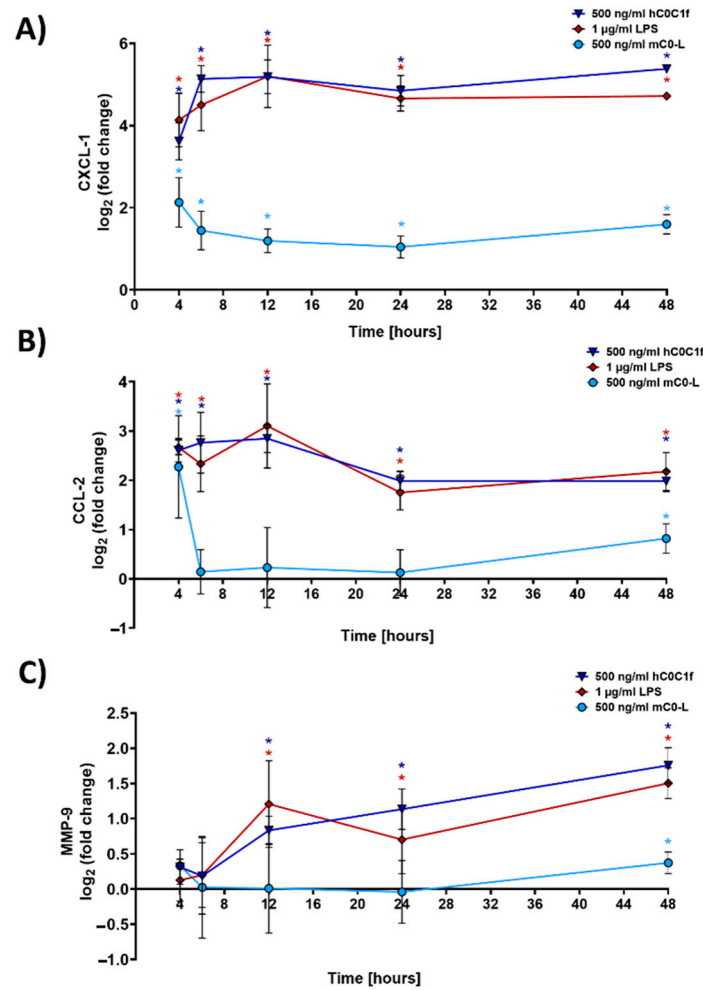 A)
500 ng/ml hC0C1f
1 µg/ml LPS
500 ng/ml mC0-L
CXCL-1
log2 (fold change)
6
4
2
0
0 4 8 12 16 20 24 28 32 36 40 44 48
Time [hours]
B)
500 ng/ml hC0C1f
1 µg/ml LPS
500 ng/ml mC0-L
CCL-2
log2 (fold change)
4
3
2
1
0
−1
4 8 12 16 20 24 28 32 36 40 44 48
Time [hours]
C)
500 ng/ml hC0C1f
1 µg/ml LPS
500 ng/ml mC0-L
MMP-9
log2 (fold change)
2.5
2.0
1.5
1.0
0.5
0.0
−0.5
−1.0
4 8 12 16 20 24 28 32 36 40 44 48
Time [hours]